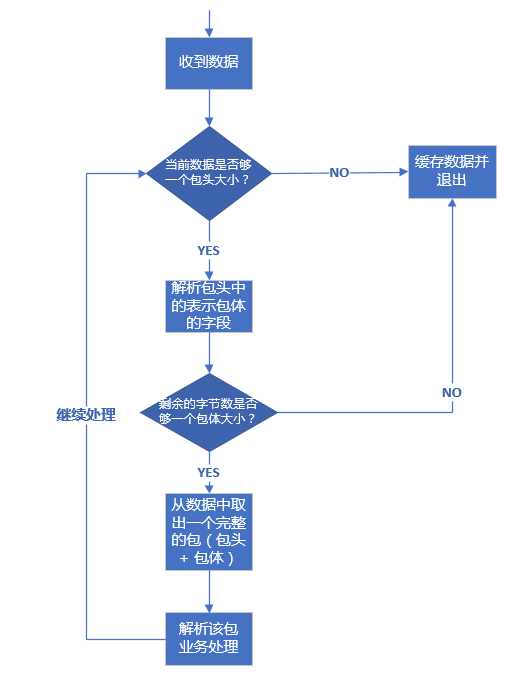 收到数据
当前数据是否够
一个包头大小？
NO
缓存数据并
退出
YES
解析包头中
的表示包体
的字段
NO
剩余的字节数是否
够一个包体大小？
继续处理
YES
从数据中取
出一个完整
的包（包头
+ 包体）
解析该包
业务处理